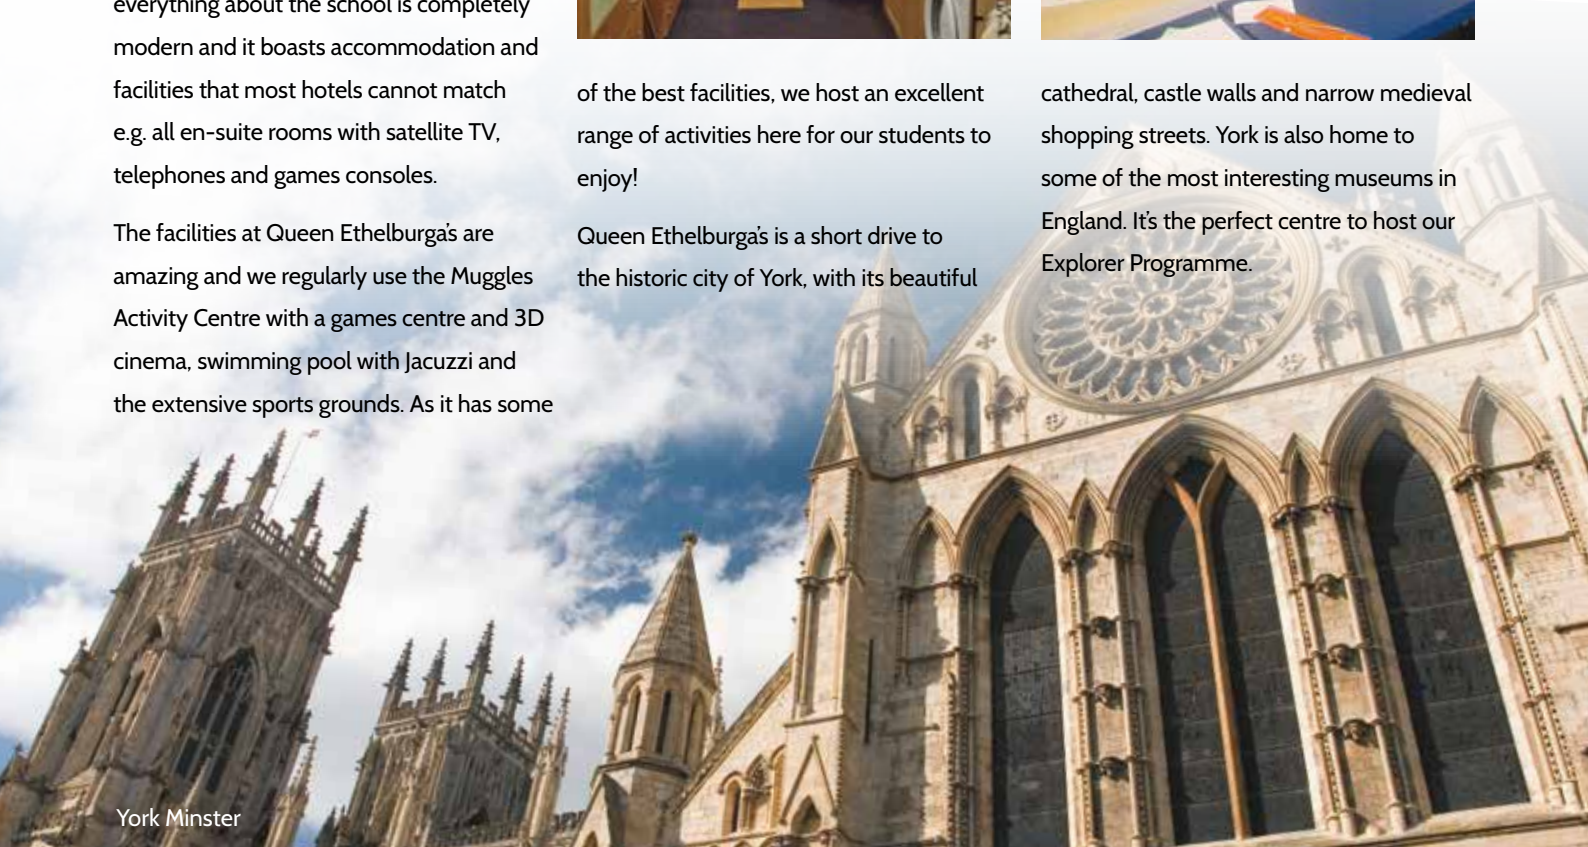 everything about the school is completely
modern and it boasts accommodation and
facilities that most hotels cannot match
e.g. all en-suite rooms with satellite TV,
telephones and games consoles.
The facilities at Queen Ethelburga’s are
amazing and we regularly use the Muggles
Activity Centre with a games centre and 3D
cinema, swimming pool with Jacuzzi and
the extensive sports grounds. As it has some
of the best facilities, we host an excellent
range of activities here for our students to
enjoy!
Queen Ethelburga’s is a short drive to
the historic city of York, with its beautiful
cathedral, castle walls and narrow medieval
shopping streets. York is also home to
some of the most interesting museums in
England. It’s the perfect centre to host our
Explorer Programme.
York Minster